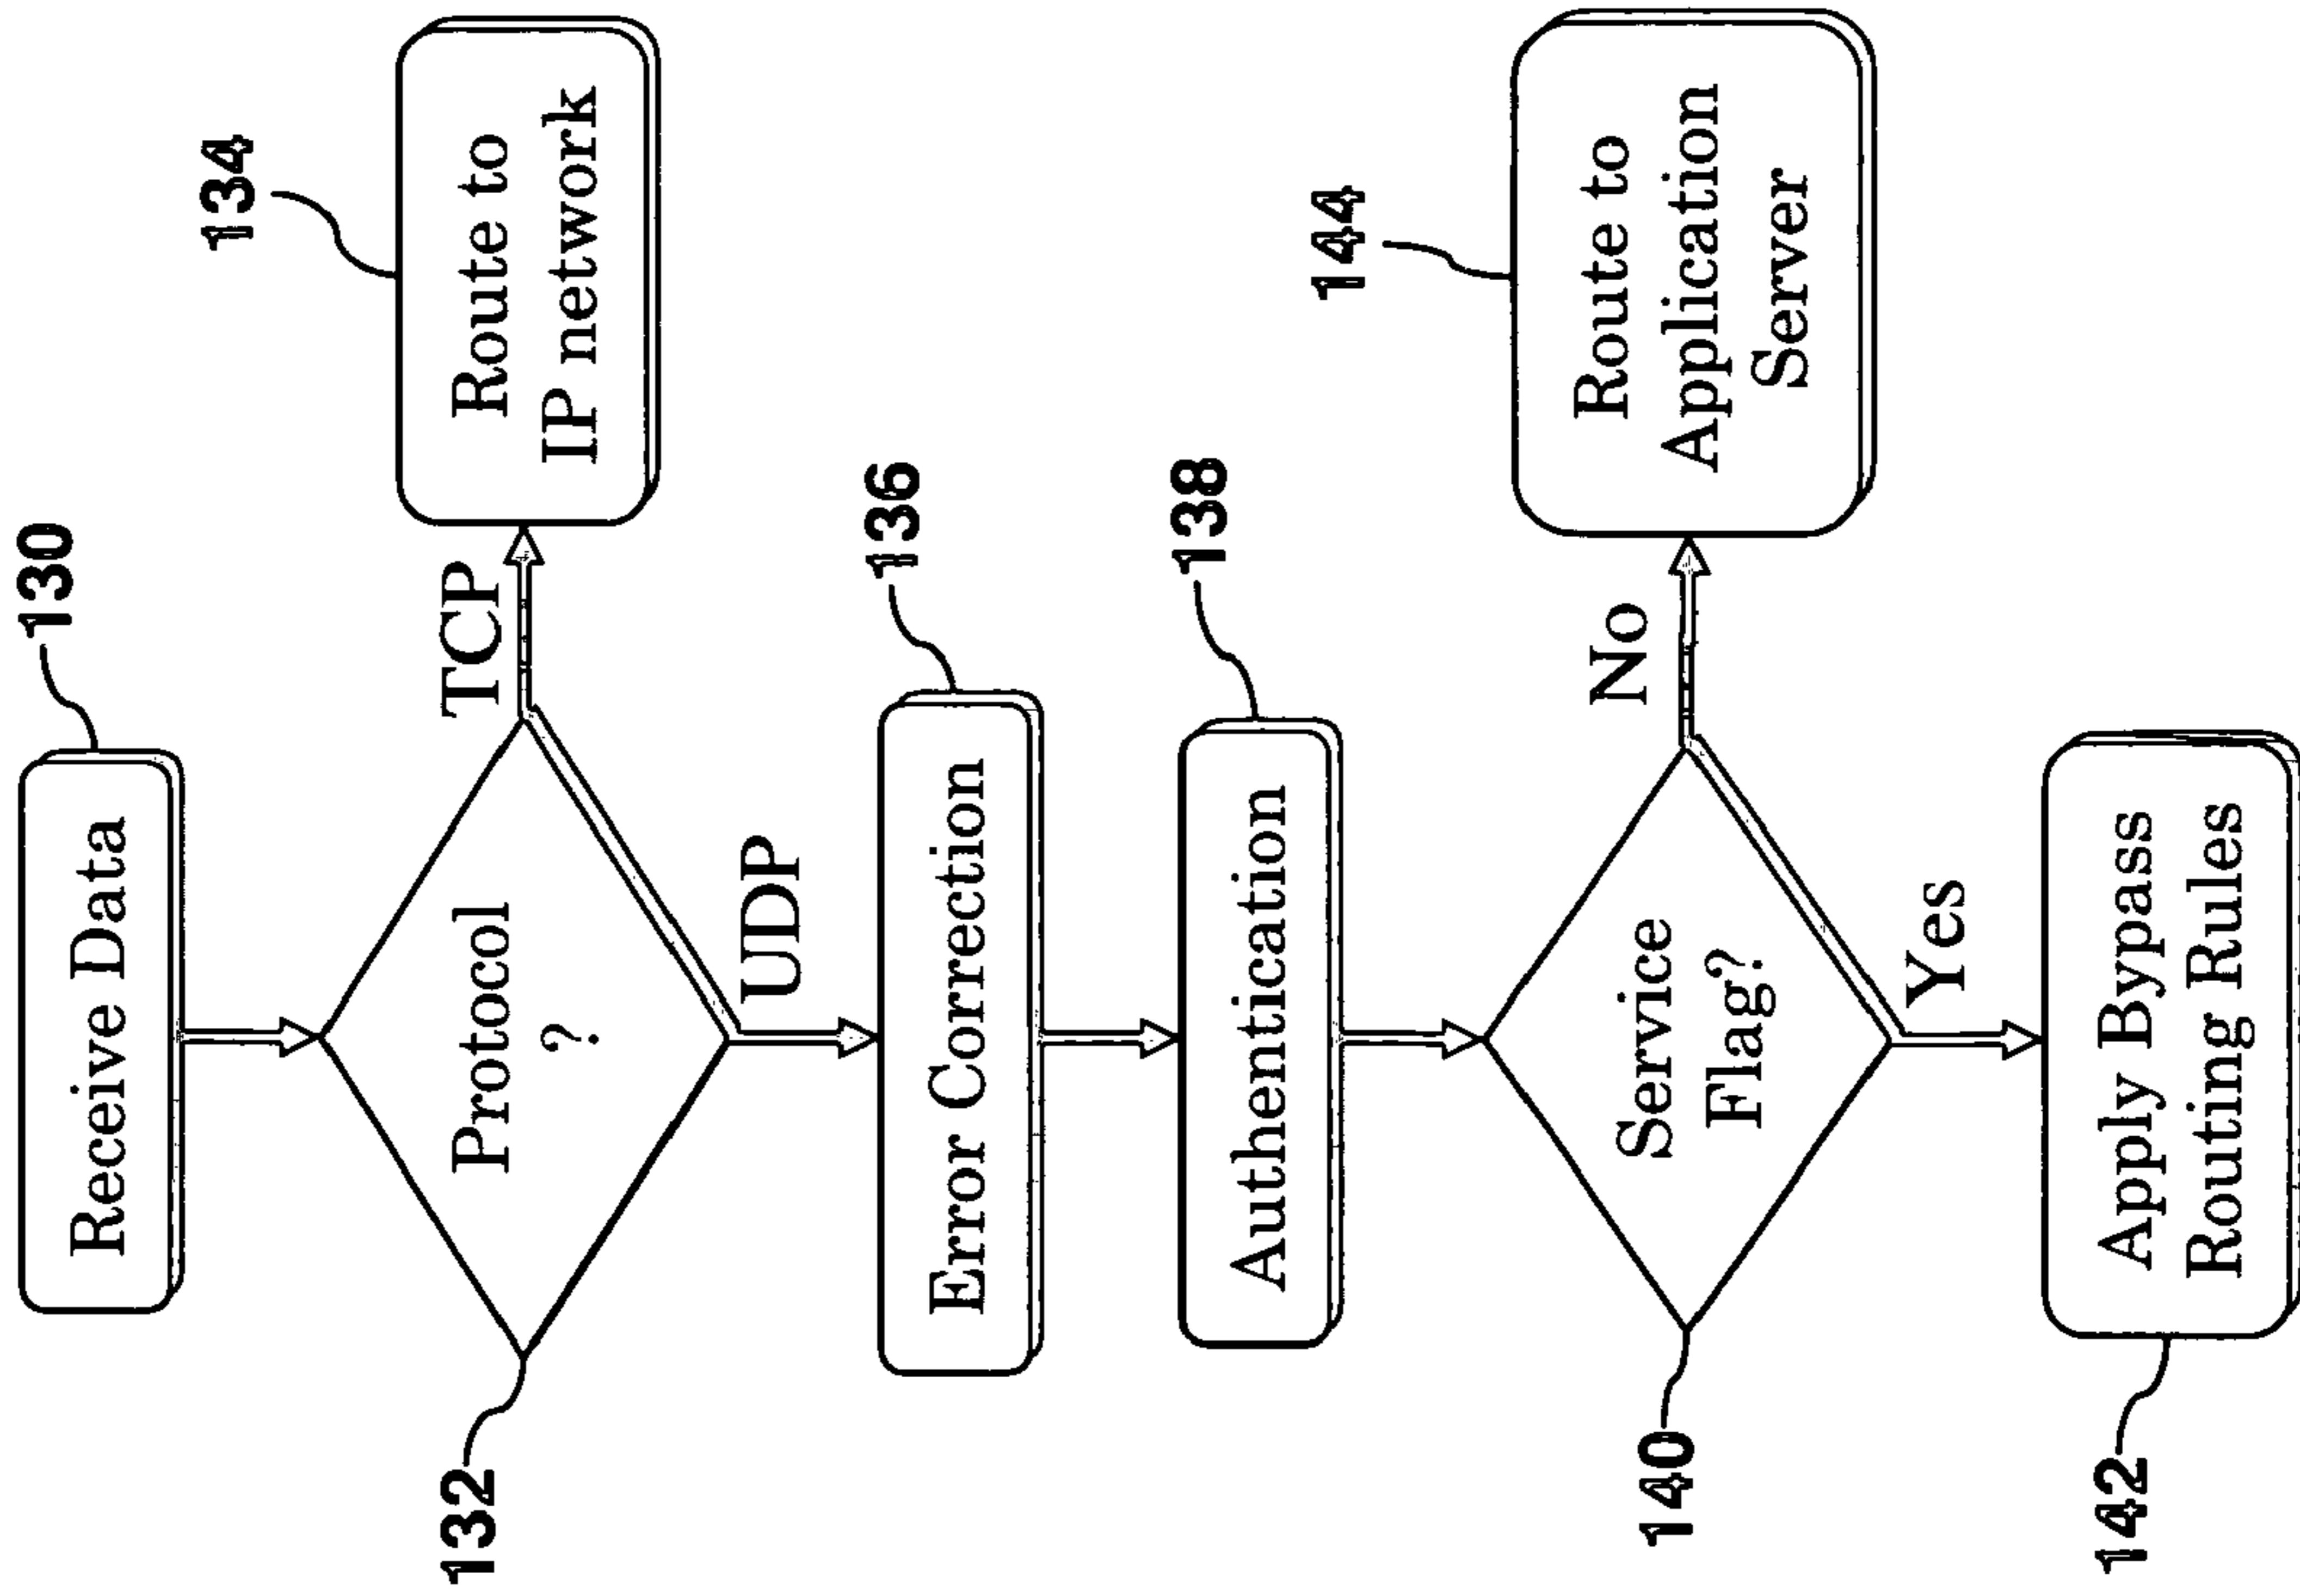 130
Receive Data
132
Protocol
?
TCP
134
Route to
IP network
UDP
136
Error Correction
138
Authentication
140
Service
Flag?
No
144
Route to
Application
Server
Yes
142
Apply Bypass
Routing Rules